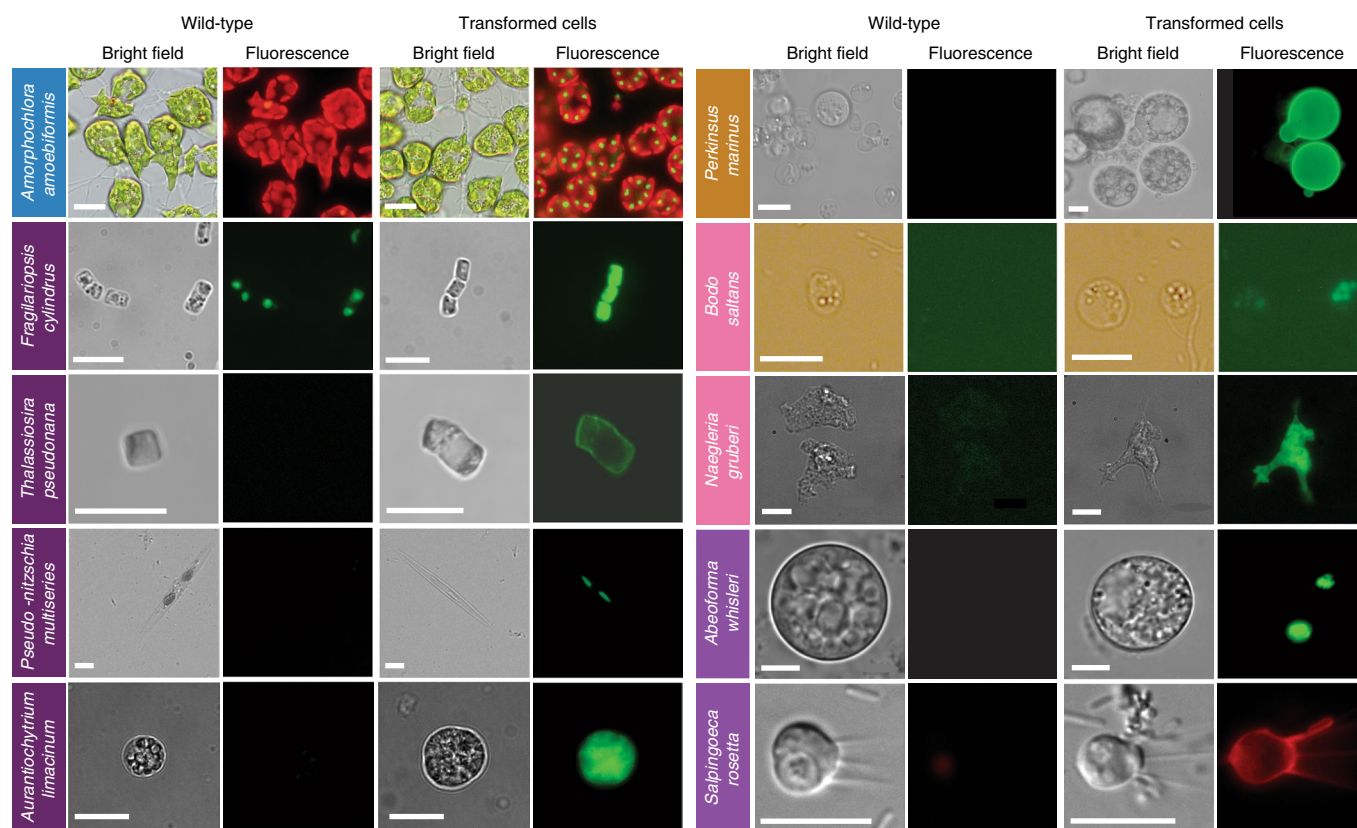 Wild-type
Transformed cells
Bright field
Fluorescence
Bright field
Fluorescence
Amorphochlora
amoebiformis
Fragilariopsis
cylindrus
Thalassiosira
pseudonana
Pseudo -nitzschia
multiseries
Aurantiochytrium
limacinum
Wild-type
Transformed cells
Bright field
Fluorescence
Bright field
Fluorescence
Perkinsus
marinus
Bodo
saltans
Naegleria
gruberi
Abeoforma
whisleri
Salpingoeca
rosetta